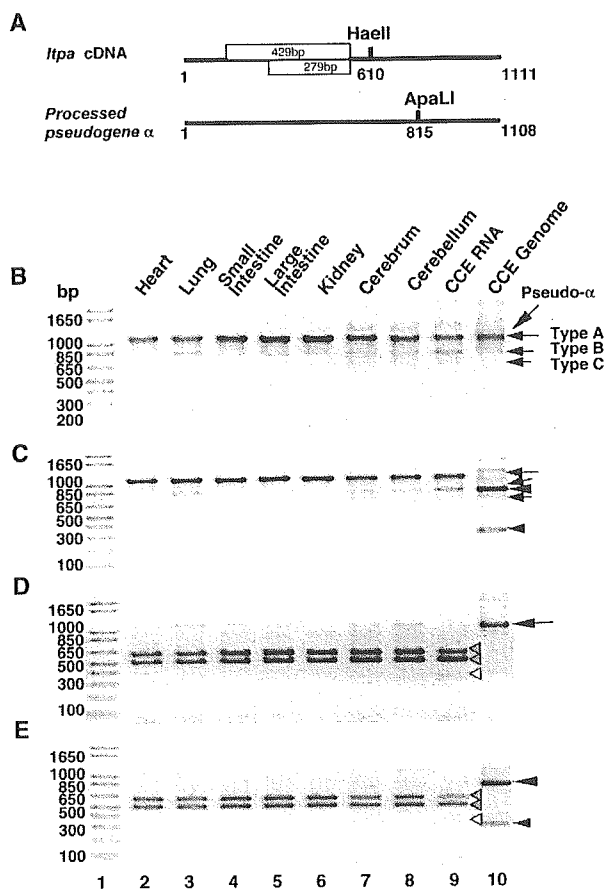 A
Itpa cDNA
429bp
279bp
HaeII
1
610
1111
Processed
pseudogene α
ApaLI
1
815
1108
Heart
Lung
Small
Intestine
Large
Intestine
Kidney
Cerebrum
Cerebellum
CCE RNA
CCE Genome
B
bp
1650
1000
850
650
500
300
200
Pseudo-α
Type A
Type B
Type C
C
1650
1000
850
650
500
300
100
D
1650
1000
850
650
500
300
100
E
1650
1000
850
650
500
300
100
1 2 3 4 5 6 7 8 9 10